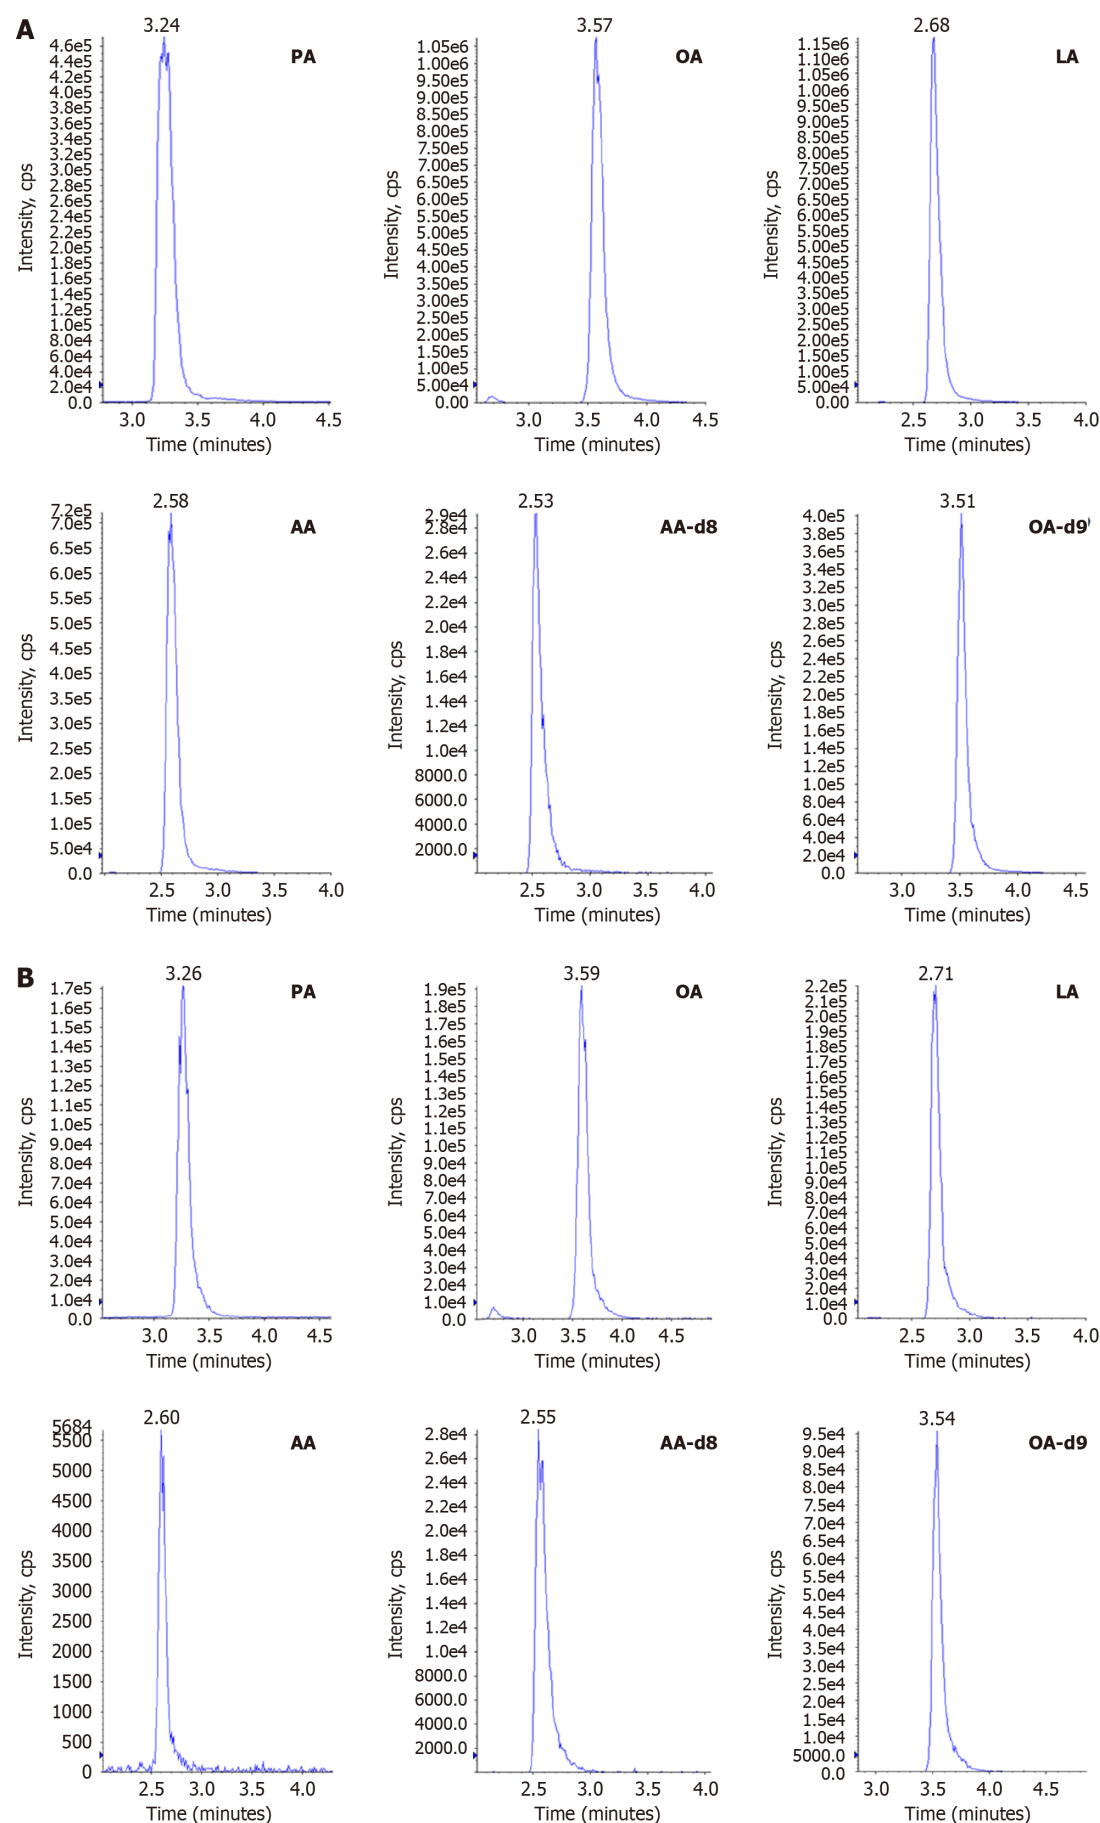 A
3.24
PA
4.6e5
4.4e5
4.2e5
4.0e5
3.8e5
3.6e5
3.4e5
3.2e5
3.0e5
2.8e5
2.6e5
2.4e5
2.2e5
2.0e5
1.8e5
1.6e5
1.4e5
1.2e5
1.0e5
8.0e4
6.0e4
4.0e4
2.0e4
0.0
Intensity, cps
3.0 3.5 4.0 4.5
Time (minutes)
3.57
OA
1.05e6
1.00e6
9.50e5
9.00e5
8.50e5
8.00e5
7.50e5
7.00e5
6.50e5
6.00e5
5.50e5
5.00e5
4.50e5
4.00e5
3.50e5
3.00e5
2.50e5
2.00e5
1.50e5
1.00e5
5.00e4
0.00
Intensity, cps
3.0 3.5 4.0 4.5
Time (minutes)
2.68
LA
1.15e6
1.10e6
1.05e6
1.00e6
9.50e5
9.00e5
8.50e5
8.00e5
7.50e5
7.00e5
6.50e5
6.00e5
5.50e5
5.00e5
4.50e5
4.00e5
3.50e5
3.00e5
2.50e5
2.00e5
1.50e5
1.00e5
5.00e4
0.00
Intensity, cps
2.5 3.0 3.5 4.0
Time (minutes)
2.58
AA
7.2e5
7.0e5
6.5e5
6.0e5
5.5e5
5.0e5
4.5e5
4.0e5
3.5e5
3.0e5
2.5e5
2.0e5
1.5e5
1.0e5
5.0e4
0.0
Intensity, cps
2.5 3.0 3.5 4.0
Time (minutes)
2.53
AA-d8
2.9e4
2.8e4
2.6e4
2.4e4
2.2e4
2.0e4
1.8e4
1.6e4
1.4e4
1.2e4
1.0e4
8000.0
6000.0
4000.0
2000.0
Intensity, cps
2.5 3.0 3.5 4.0
Time (minutes)
3.51
OA-d9
4.0e5
3.8e5
3.6e5
3.4e5
3.2e5
3.0e5
2.8e5
2.6e5
2.4e5
2.2e5
2.0e5
1.8e5
1.6e5
1.4e5
1.2e5
1.0e5
8.0e4
6.0e4
4.0e4
2.0e4
0.0
Intensity, cps
3.0 3.5 4.0 4.5
Time (minutes)
B
3.26
PA
1.7e5
1.6e5
1.5e5
1.4e5
1.3e5
1.2e5
1.1e5
1.0e5
9.0e4
8.0e4
7.0e4
6.0e4
5.0e4
4.0e4
3.0e4
2.0e4
1.0e4
0.0
Intensity, cps
3.0 3.5 4.0 4.5
Time (minutes)
3.59
OA
1.9e5
1.8e5
1.7e5
1.6e5
1.5e5
1.4e5
1.3e5
1.2e5
1.1e5
1.0e5
9.0e4
8.0e4
7.0e4
6.0e4
5.0e4
4.0e4
3.0e4
2.0e4
1.0e4
0.0
Intensity, cps
3.0 3.5 4.0 4.5
Time (minutes)
2.71
LA
2.2e5
2.1e5
2.0e5
1.9e5
1.8e5
1.7e5
1.6e5
1.5e5
1.4e5
1.3e5
1.2e5
1.1e5
1.0e5
9.0e4
8.0e4
7.0e4
6.0e4
5.0e4
4.0e4
3.0e4
2.0e4
1.0e4
0.0
Intensity, cps
2.5 3.0 3.5 4.0
Time (minutes)
2.60
AA
5684
5500
5000
4500
4000
3500
3000
2500
2000
1500
1000
500
0
Intensity, cps
2.5 3.0 3.5 4.0
Time (minutes)
2.55
AA-d8
2.8e4
2.6e4
2.4e4
2.2e4
2.0e4
1.8e4
1.6e4
1.4e4
1.2e4
1.0e4
8000.0
6000.0
4000.0
2000.0
Intensity, cps
2.5 3.0 3.5 4.0
Time (minutes)
3.54
OA-d9
9.5e4
9.0e4
8.5e4
8.0e4
7.5e4
7.0e4
6.5e4
6.0e4
5.5e4
5.0e4
4.5e4
4.0e4
3.5e4
3.0e4
2.5e4
2.0e4
1.5e4
1.0e4
5000.0
0.0
Intensity, cps
3.0 3.5 4.0 4.5
Time (minutes)